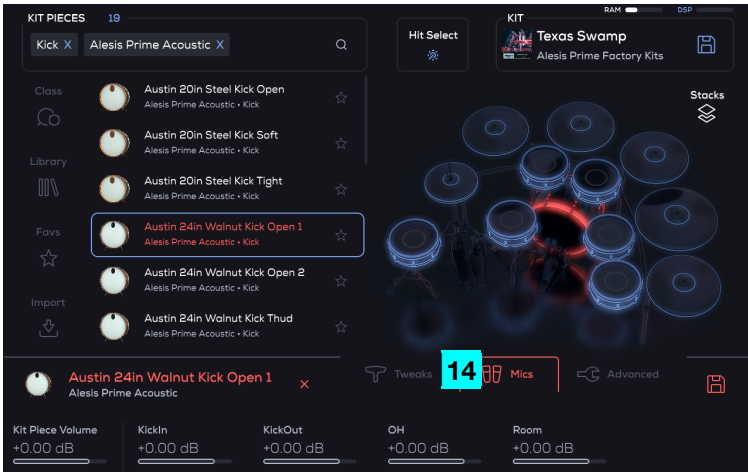 RAM
DSP
KIT PIECES 19
KIT
Kick X Alesis Prime Acoustic X
Hit Select
Texas Swamp
Alesis Prime Factory Kits
Class
Library
Favs
Import
Austin 20in Steel Kick Open
Alesis Prime Acoustic • Kick
Austin 20in Steel Kick Soft
Alesis Prime Acoustic • Kick
Austin 20in Steel Kick Tight
Alesis Prime Acoustic • Kick
Austin 24in Walnut Kick Open 1
Alesis Prime Acoustic • Kick
Austin 24in Walnut Kick Open 2
Alesis Prime Acoustic • Kick
Austin 24in Walnut Kick Thud
Alesis Prime Acoustic • Kick
Stacks
Austin 24in Walnut Kick Open 1
Alesis Prime Acoustic
Tweaks
14
Mics
Advanced
Kit Piece Volume
+0.00 dB
KickIn
+0.00 dB
KickOut
+0.00 dB
OH
+0.00 dB
Room
+0.00 dB